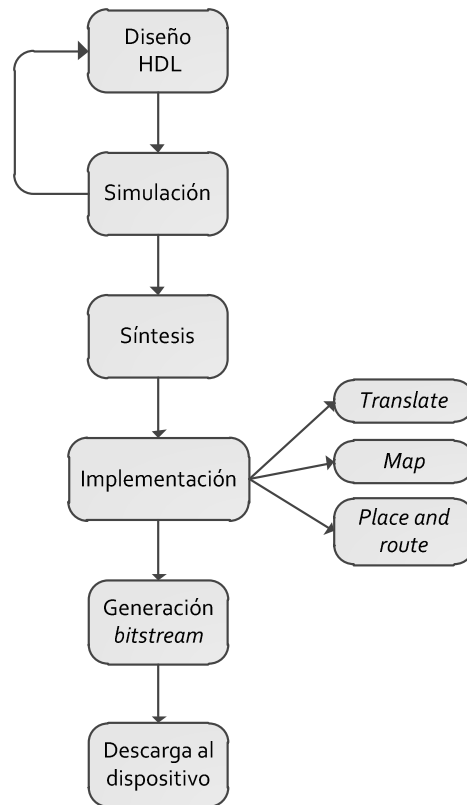 Diseño
HDL
Simulación
Síntesis
Translate
Map
Implementación
Place and
route
Generación
bitstream
Descarga al
dispositivo